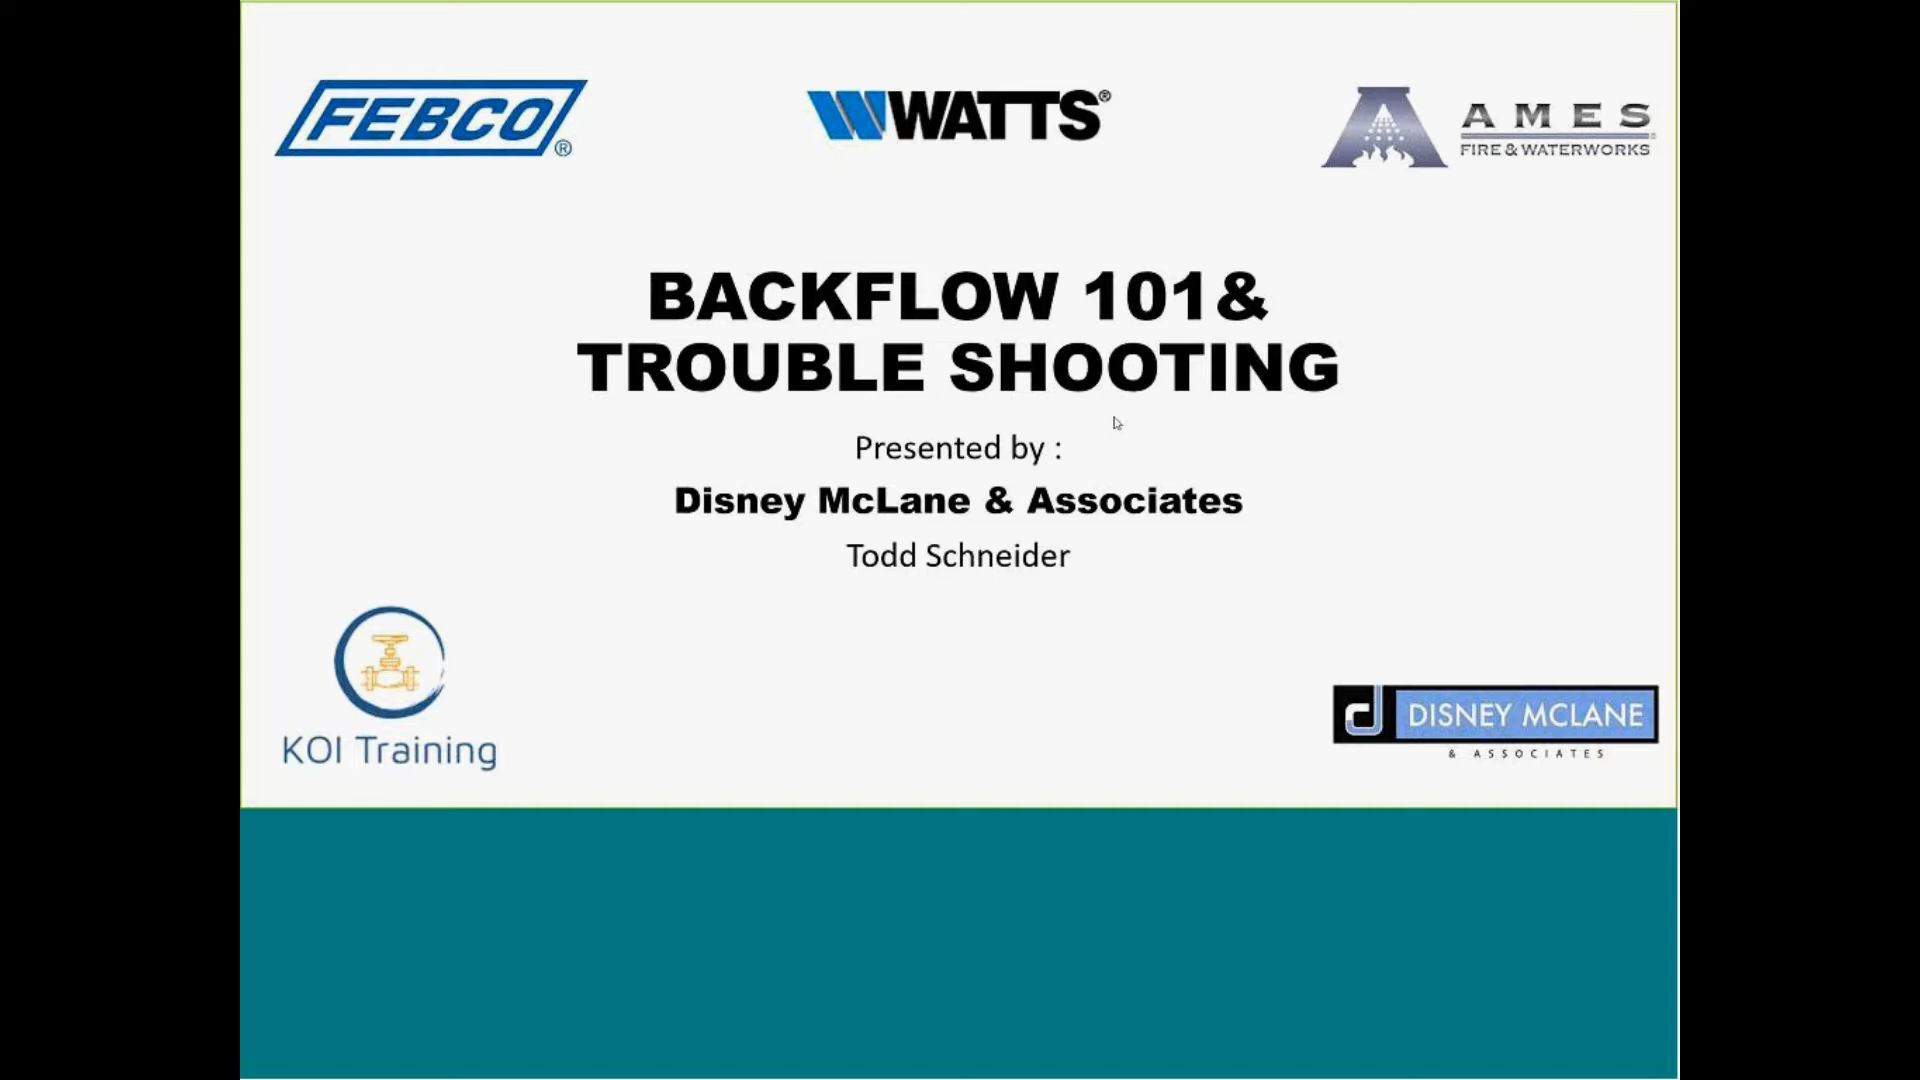 FEBCO®
WATTS®
AMES
FIRE & WATERWORKS
BACKFLOW 101&
TROUBLE SHOOTING
Presented by :
Disney McLane & Associates
Todd Schneider
KOI Training
DISNEY MCLANE
& ASSOCIATES